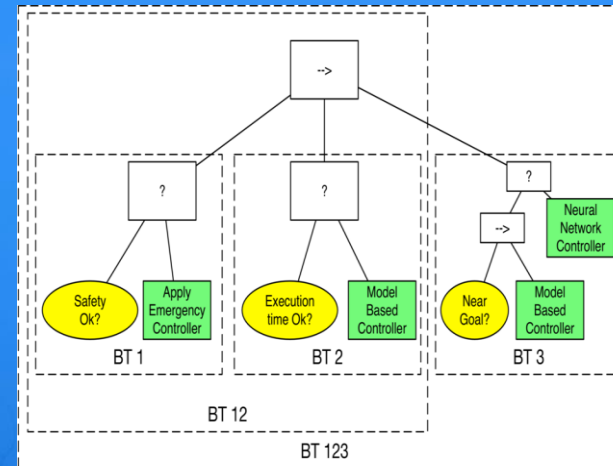 -->
?
?
?
-->
Neural
Network
Controller
Safety
Ok?
Apply
Emergency
Controller
Execution
time Ok?
Model
Based
Controller
Near
Goal?
Model
Based
Controller
BT 1
BT 2
BT 3
BT 12
BT 123